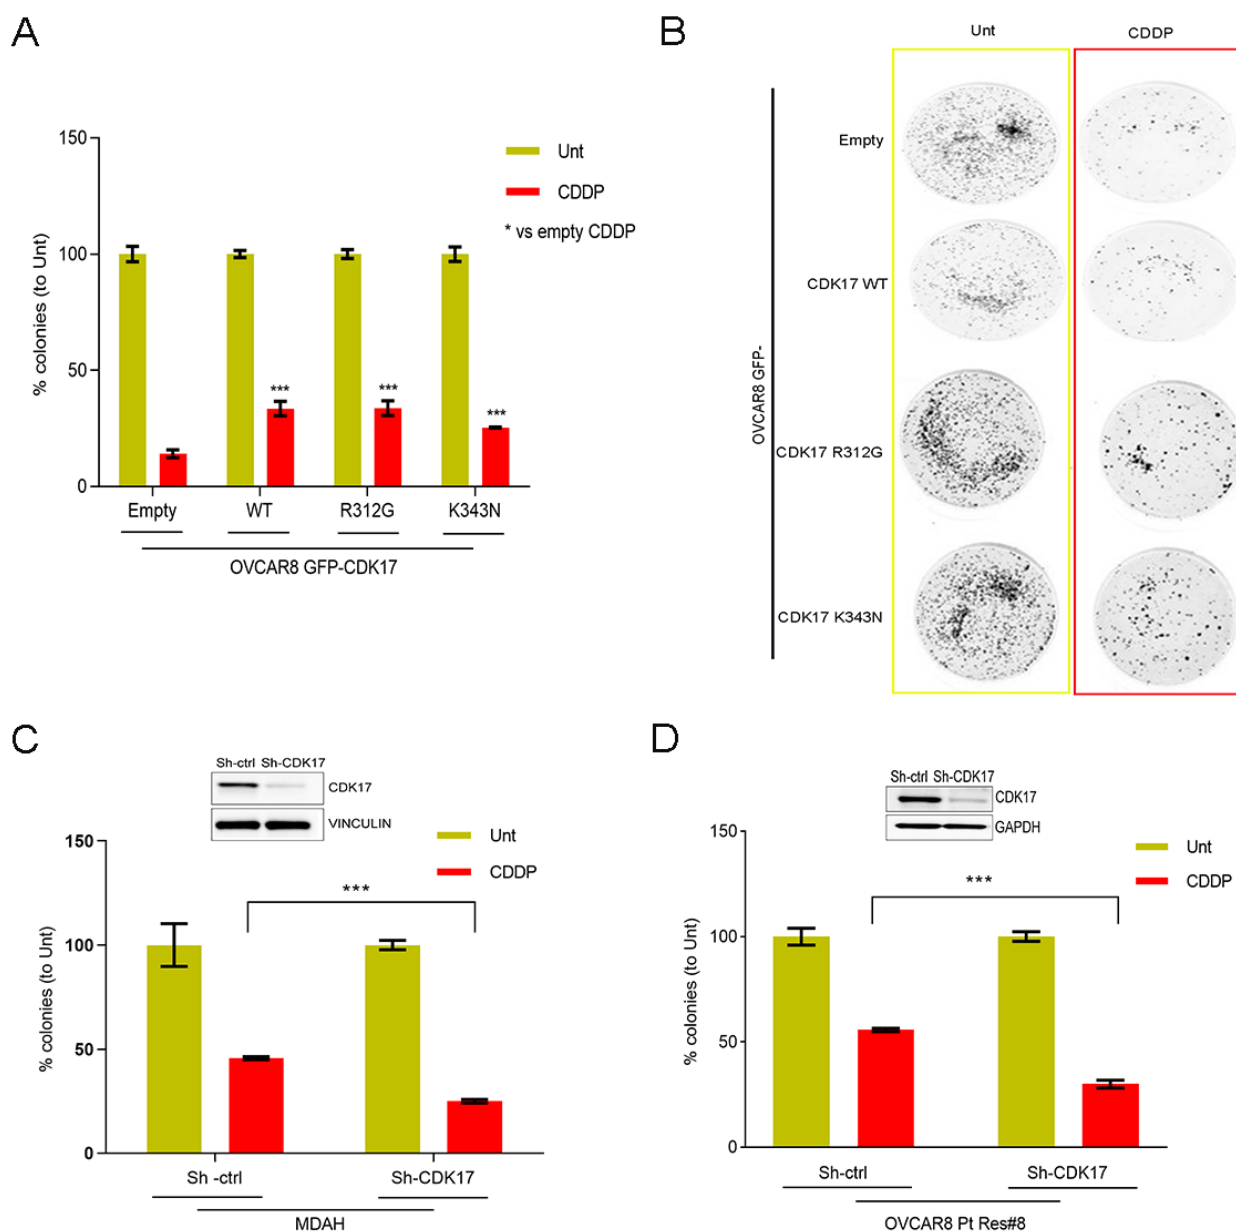 A
150
100
50
0
% colonies (to Unt)
Unt
CDDP
* vs empty CDDP
***
***
***
Empty
WT
R312G
K343N
OVCAR8 GFP-CDK17
B
Unt
CDDP
OVCAR8 GFP-
Empty
CDK17 WT
CDK17 R312G
CDK17 K343N
C
Sh-ctrl Sh-CDK17
CDK17
VINCULIN
150
100
50
0
% colonies (to Unt)
Unt
CDDP
***
Sh -ctrl
Sh-CDK17
MDAH
D
Sh-ctrl Sh-CDK17
CDK17
GAPDH
150
100
50
0
% colonies (to Unt)
Unt
CDDP
***
Sh-ctrl
Sh-CDK17
OVCAR8 Pt Res#8